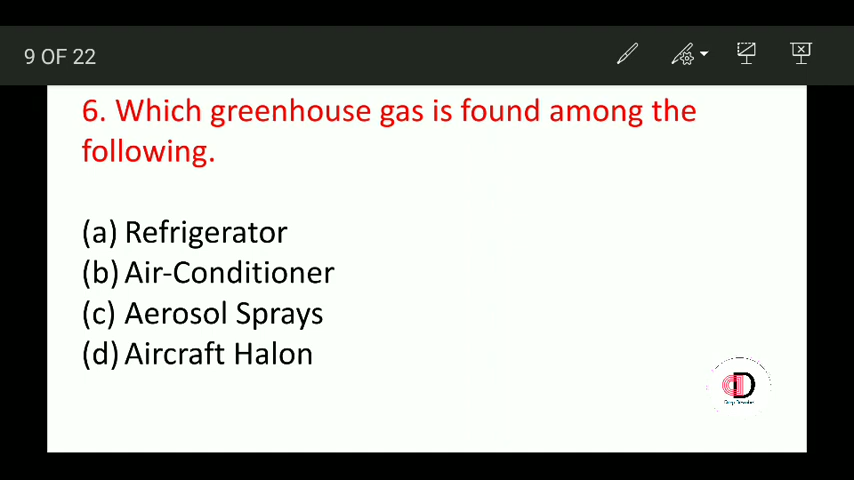 9 OF 22
6. Which greenhouse gas is found among the
following.
(a) Refrigerator
(b) Air-Conditioner
(c) Aerosol Sprays
(d) Aircraft Halon